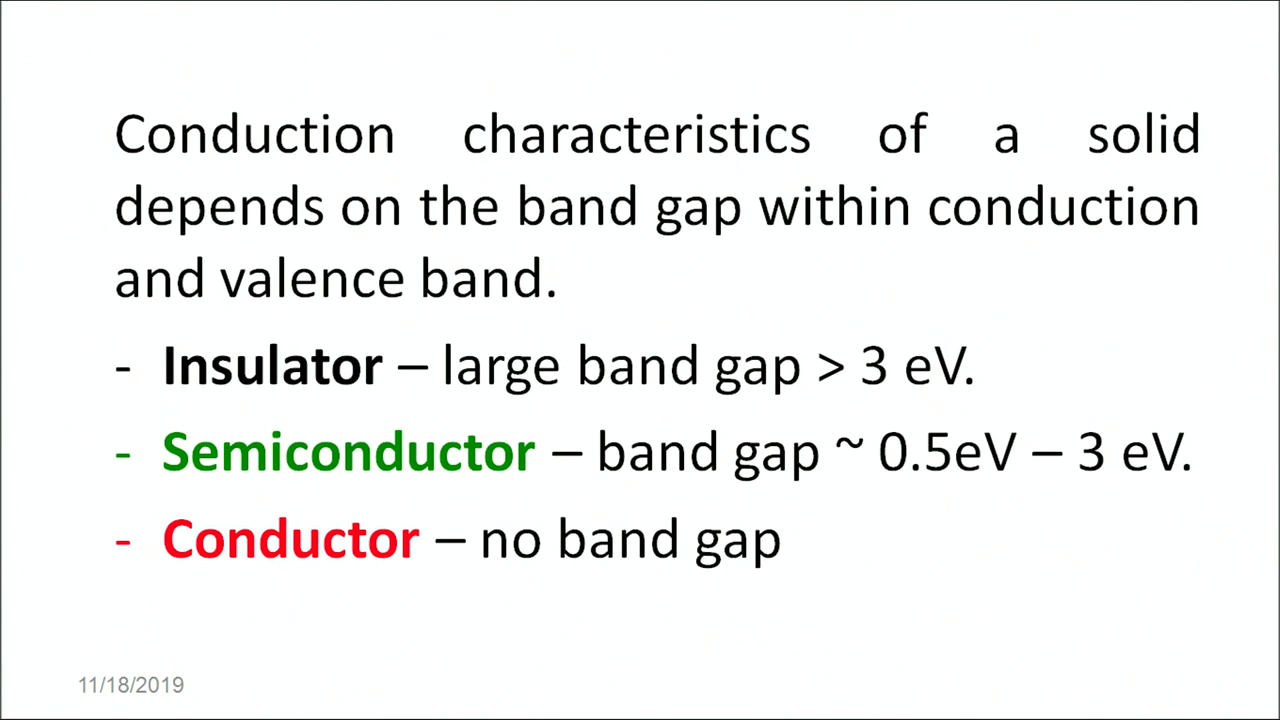 Conduction characteristics of a solid
depends on the band gap within conduction
and valence band.
- Insulator – large band gap > 3 eV.
- Semiconductor – band gap ~ 0.5eV – 3 eV.
- Conductor – no band gap
11/18/2019